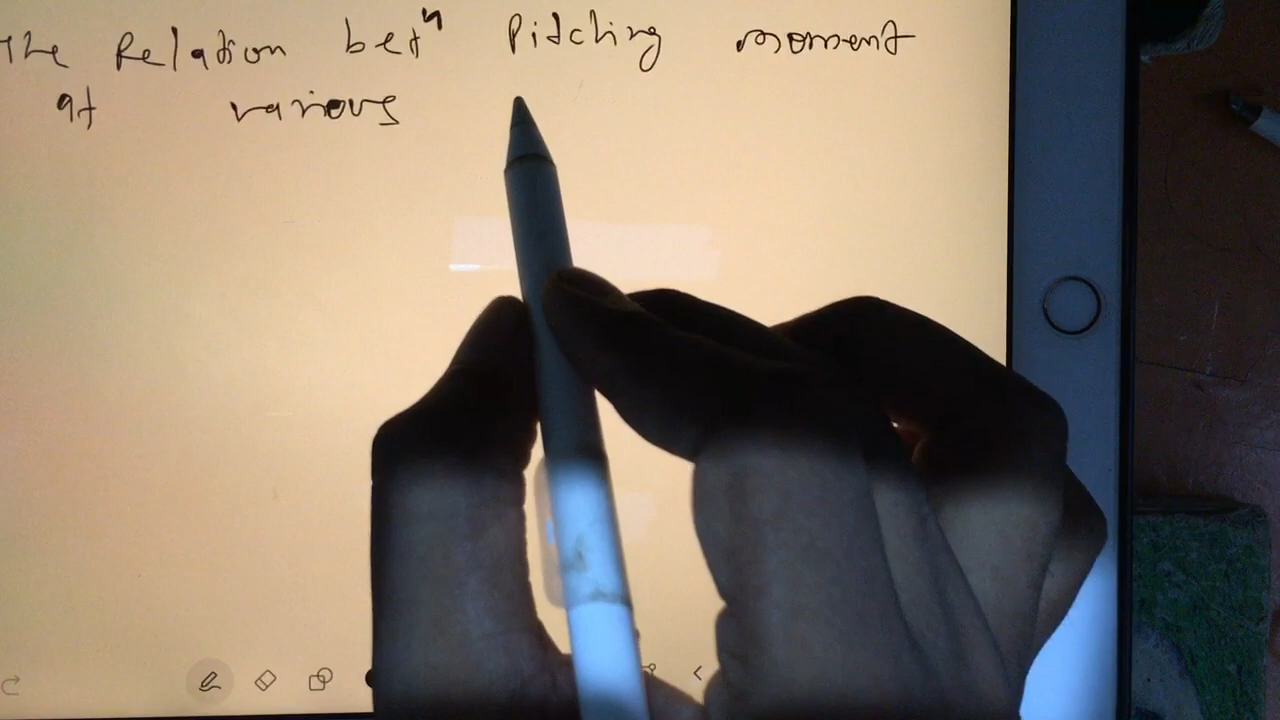 The Relation betⁿ Pitching moment
at various